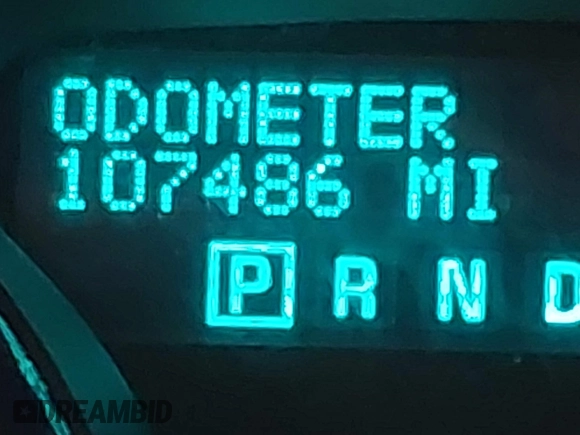 ODOMETER
107486 MI
P R N D
DREAMBID